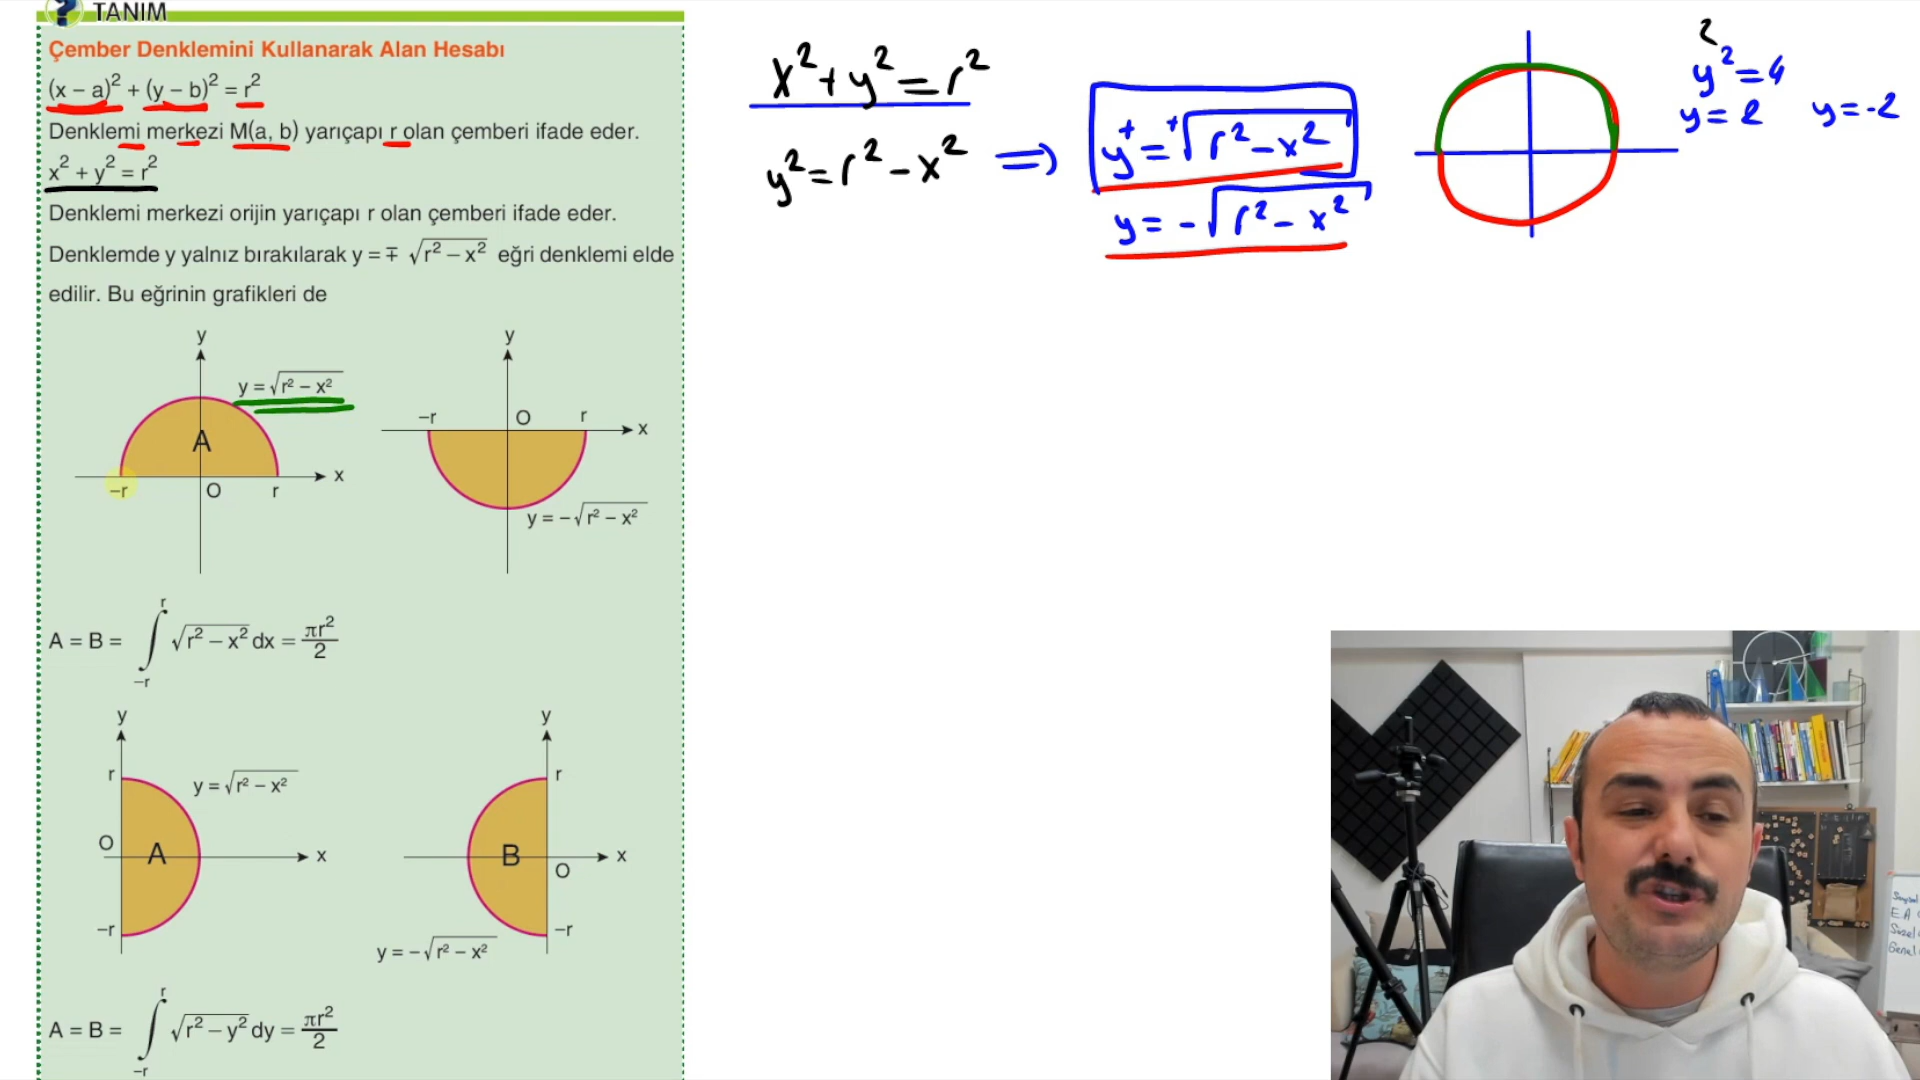 TANIM
Çember Denklemini Kullanarak Alan Hesabı
(x – a)² + (y – b)² = r²
Denklemi merkezi M(a, b) yarıçapı r olan çemberi ifade eder.
x² + y² = r²
Denklemi merkezi orijin yarıçapı r olan çemberi ifade eder.
Denklemde y yalnız bırakılarak y = ∓ √(r² – x²) eğri denklemi elde
edilir. Bu eğrinin grafikleri de
y
y = √(r² – x²)
A
–r
O
r
x
y
–r
O
r
x
y = –√(r² – x²)
A = B = ∫_{–r}^{r} √(r² – x²) dx = πr²/2
y
r
y = √(r² – x²)
O
A
x
–r
y
r
B
x
O
–r
y = –√(r² – x²)
A = B = ∫_{–r}^{r} √(r² – y²) dy = πr²/2
x² + y² = r²
y² = r² – x² ⇒
y⁺ = ⁺√(r² – x²)
y = –√(r² – x²)
2
y² = 4
y = 2 y = -2
E.A
Genel